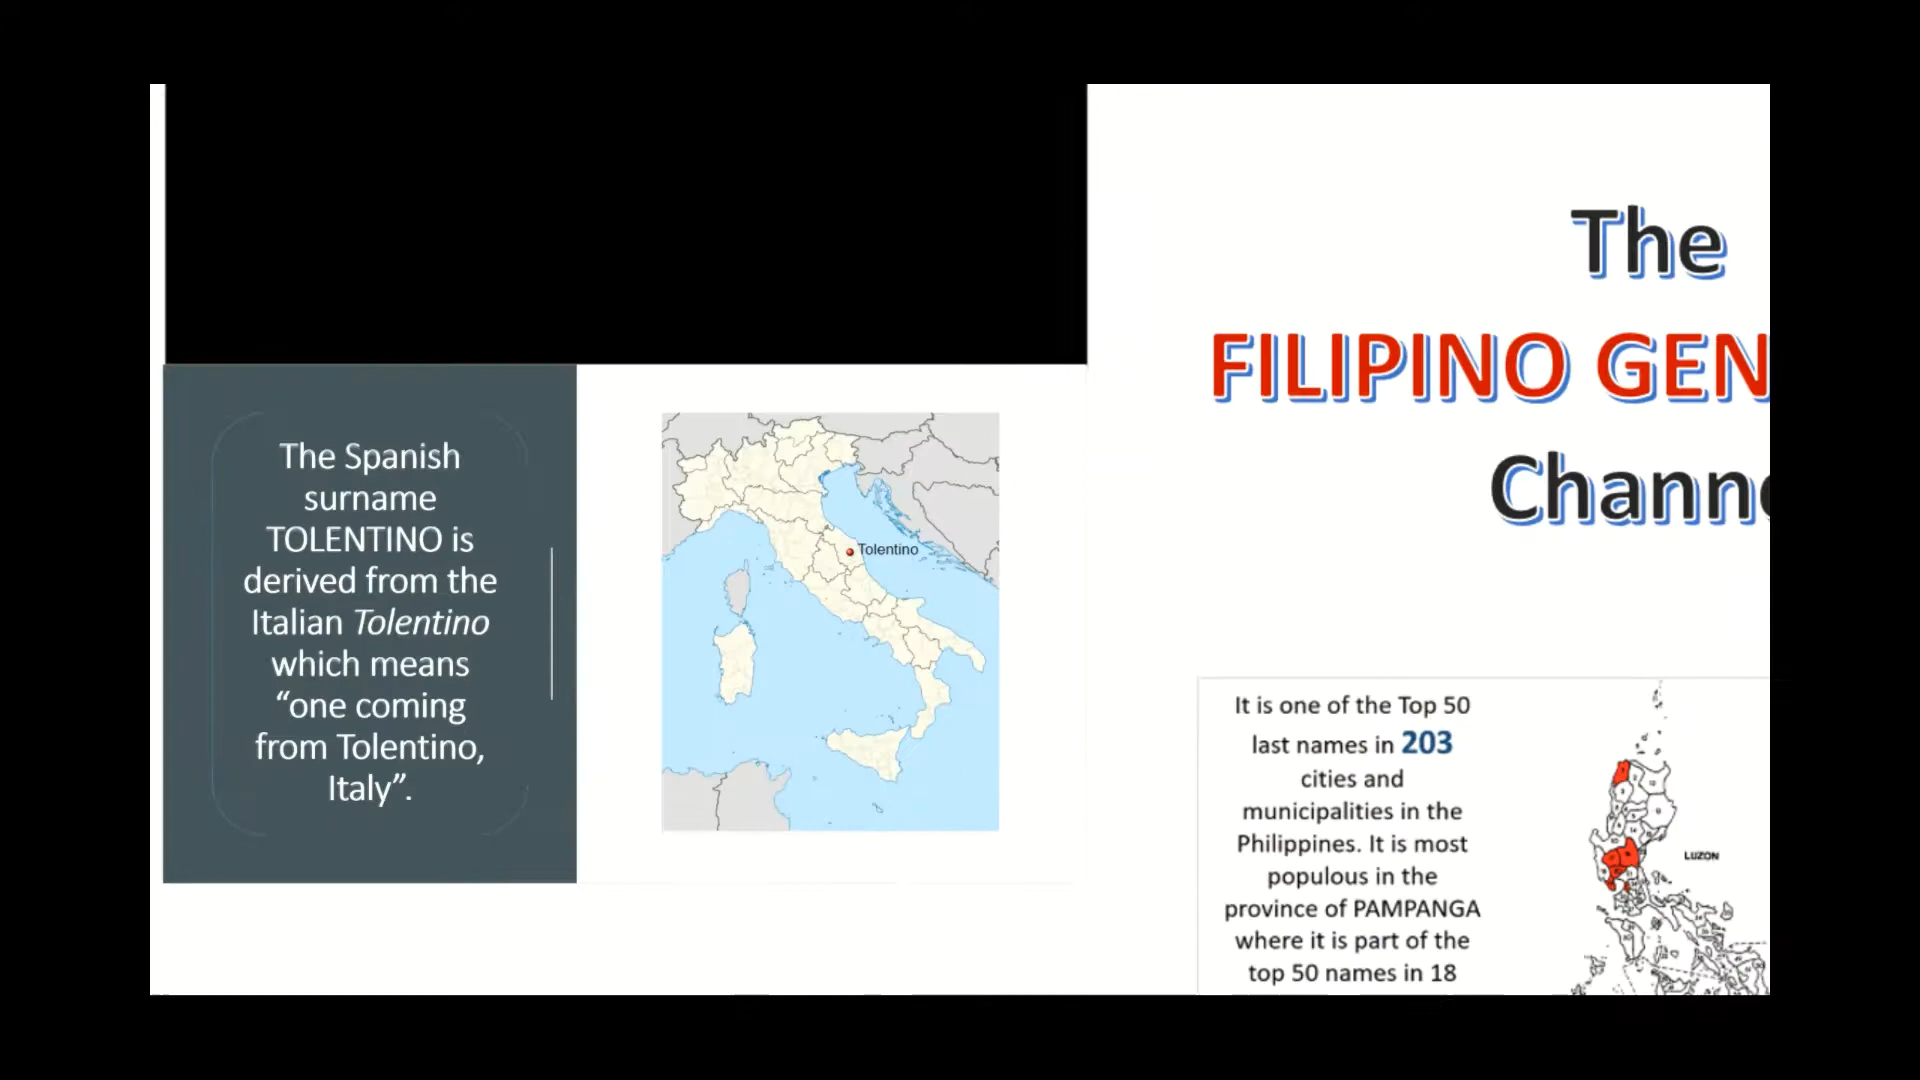 The Spanish
surname
TOLENTINO is
derived from the
Italian Tolentino
which means
“one coming
from Tolentino,
Italy”.
Tolentino
The
FILIPINO GEN
Channe
It is one of the Top 50
last names in 203
cities and
municipalities in the
Philippines. It is most
populous in the
province of PAMPANGA
where it is part of the
top 50 names in 18
LUZON